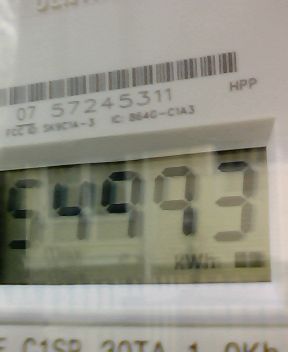 HPP
07 57245311
FCC ID: SK9C1A-3 IC: 864G-C1A3
54993
kWh
C1SR 30TA 1.0Kh